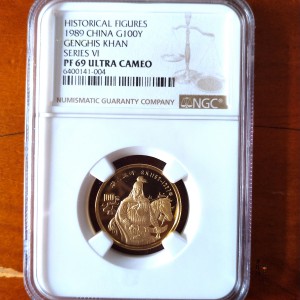 HISTORICAL FIGURES
1989 CHINA G100Y
GENGHIS KHAN
SERIES VI
PF 69 ULTRA CAMEO
6400141-004
NUMISMATIC GUARANTY COMPANY
NGC
100